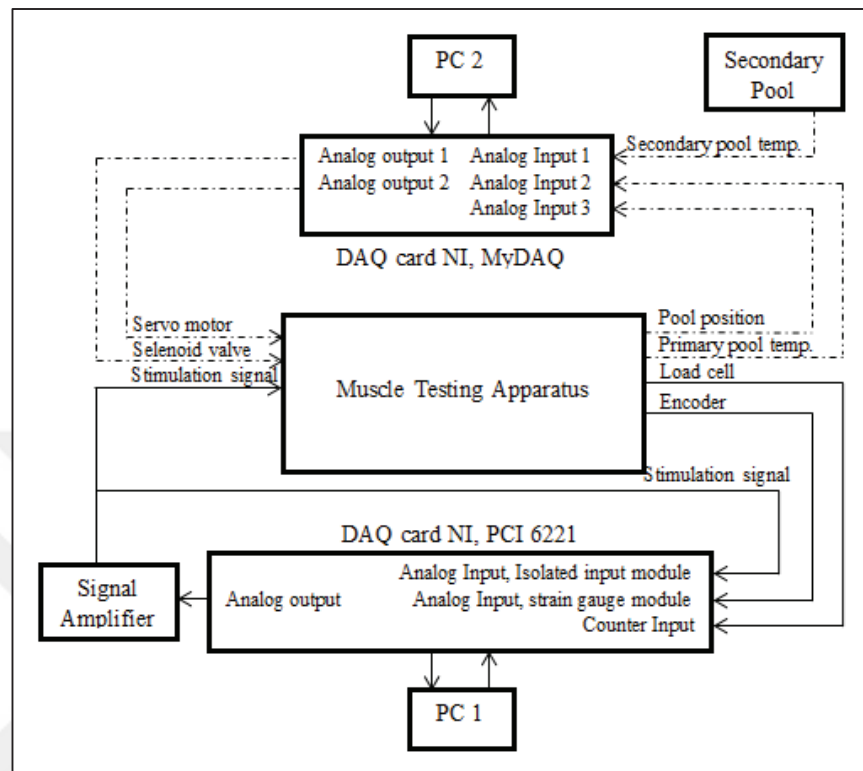 PC 2
Secondary
Pool
Secondary pool temp.
Analog output 1 Analog Input 1
Analog output 2 Analog Input 2
Analog Input 3
DAQ card NI, MyDAQ
Servo motor
Selenoid valve
Stimulation signal
Muscle Testing Apparatus
Pool position
Primary pool temp.
Load cell
Encoder
Stimulation signal
DAQ card NI, PCI 6221
Signal
Amplifier
Analog output
Analog Input, Isolated input module
Analog Input, strain gauge module
Counter Input
PC 1